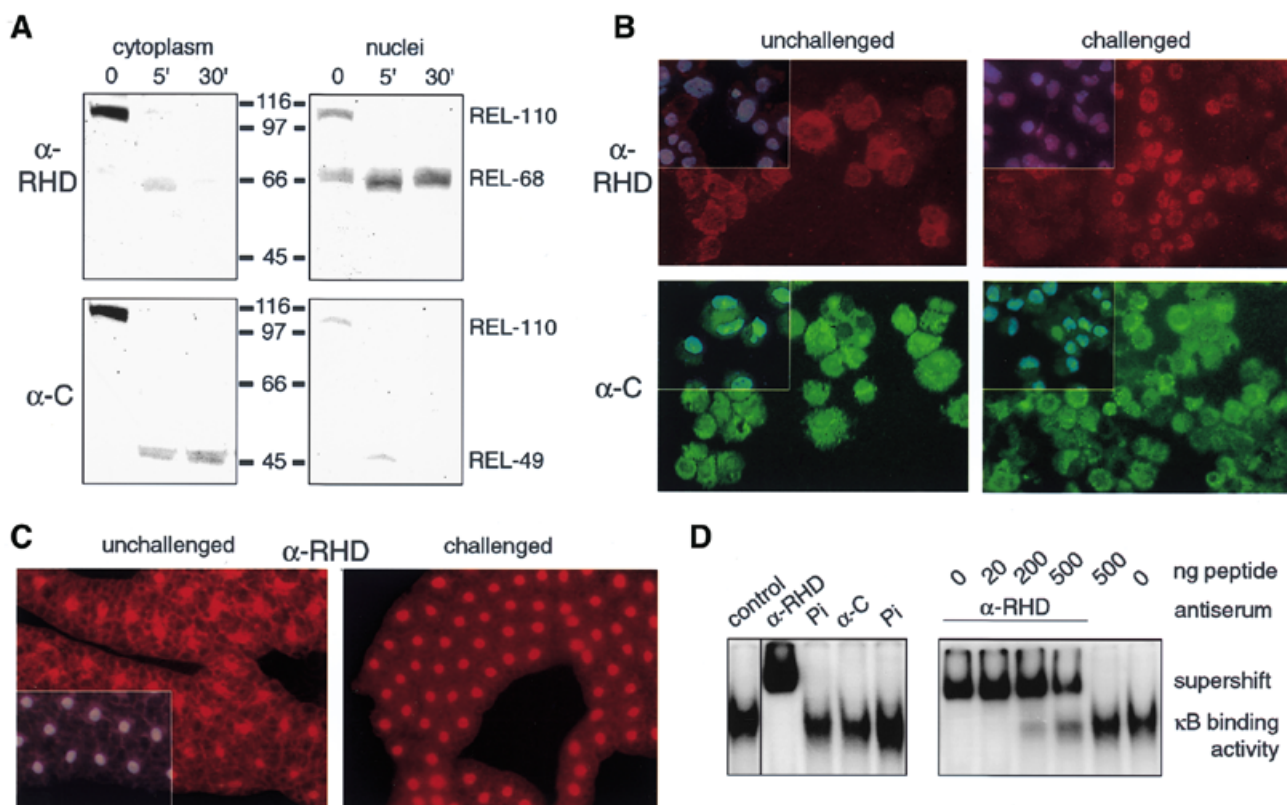 A
cytoplasm
nuclei
0 5' 30'
0 5' 30'
α-RHD
116
97
66
45
REL-110
REL-68
α-C
116
97
66
45
REL-110
REL-49
B
unchallenged
challenged
α-RHD
α-C
C
unchallenged
α-RHD
challenged
D
control
α-RHD
Pi
α-C
Pi
0 20 200 500 500 0
ng peptide
α-RHD
antiserum
supershift
κB binding
activity